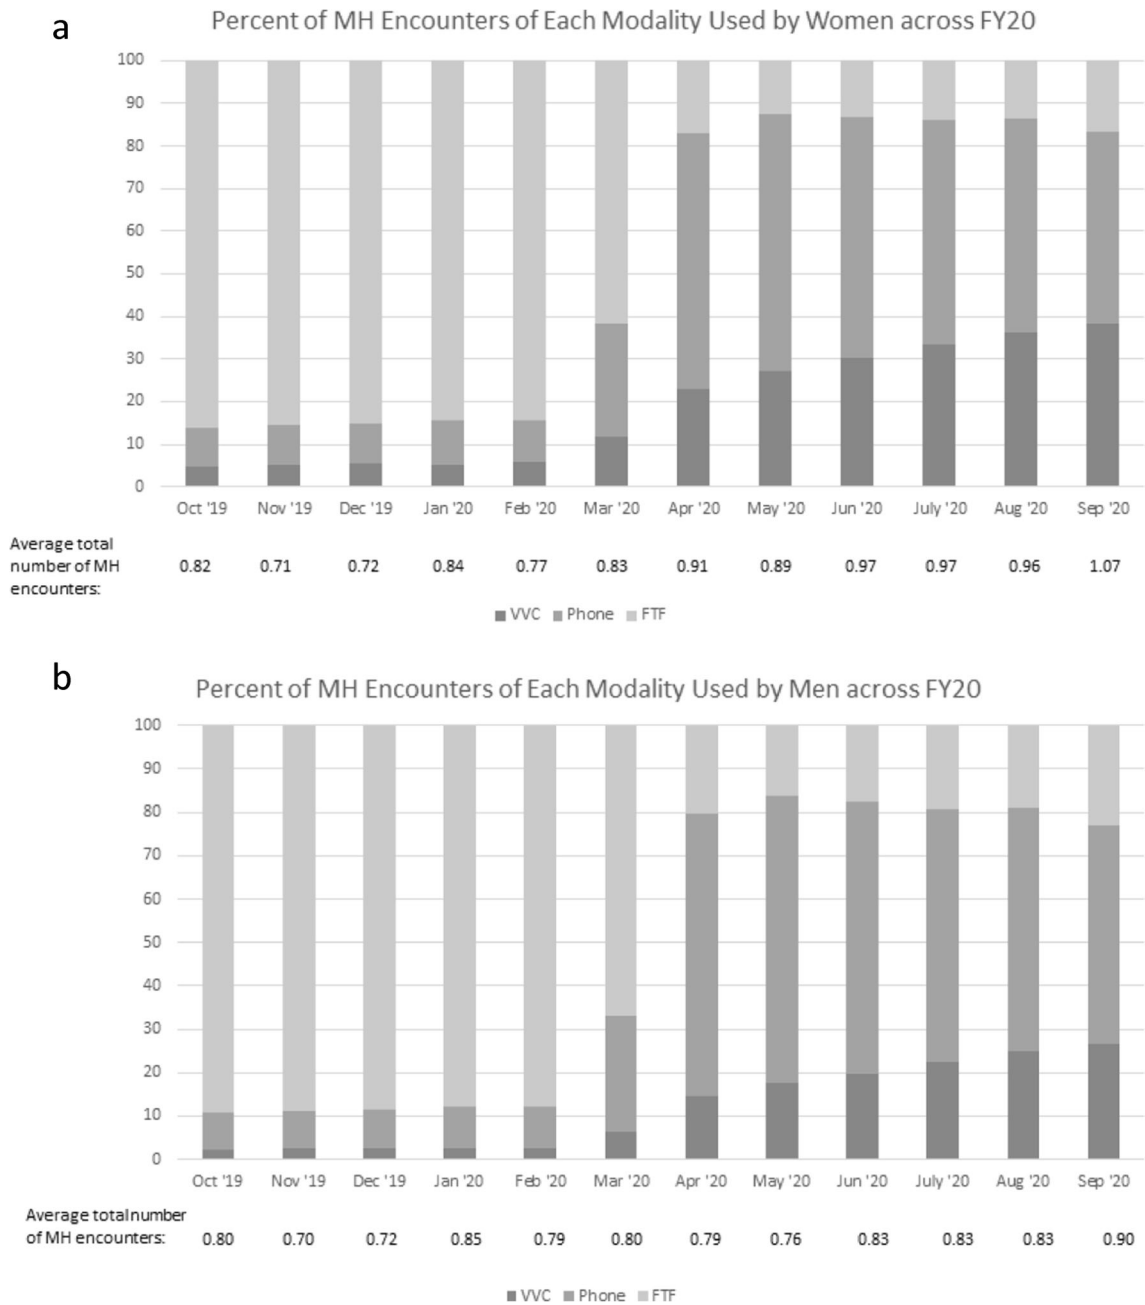 a
Percent of MH Encounters of Each Modality Used by Women across FY20
100
90
80
70
60
50
40
30
20
10
0
Oct '19 Nov '19 Dec '19 Jan '20 Feb '20 Mar '20 Apr '20 May '20 Jun '20 July '20 Aug '20 Sep '20
Average total
number of MH
encounters:
0.82 0.71 0.72 0.84 0.77 0.83 0.91 0.89 0.97 0.97 0.96 1.07
VVC Phone FTF
b
Percent of MH Encounters of Each Modality Used by Men across FY20
100
90
80
70
60
50
40
30
20
10
0
Oct '19 Nov '19 Dec '19 Jan '20 Feb '20 Mar '20 Apr '20 May '20 Jun '20 July '20 Aug '20 Sep '20
Average total number
of MH encounters:
0.80 0.70 0.72 0.85 0.79 0.80 0.79 0.76 0.83 0.83 0.83 0.90
VVC Phone FTF